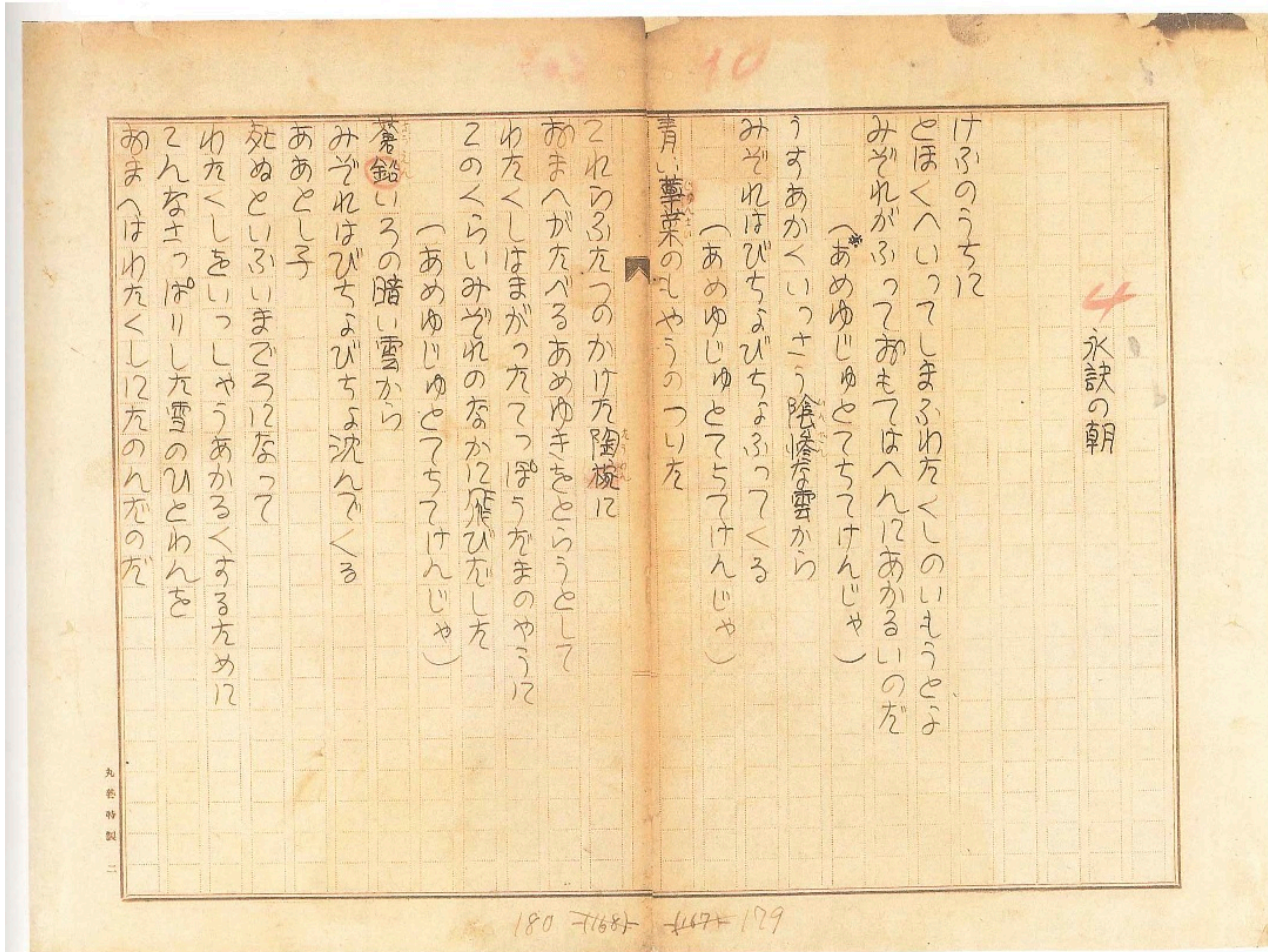 10
4
永訣の朝
けふのうちに
とほくへいってしまふわたくしのいもうとよ
みぞれがふっておもてはへんにあかるいのだ
(※あめゆじゅとてちてけんじゃ)
うすあかくいっさう陰惨な雲から
みぞれはびちょびちょふってくる
(あめゆじゅとてちてけんじゃ)
青い蓴菜のもやうのついた
これらふたつのかけた陶椀に
おまへがたべるあめゆきをとらうとして
わたくしはまがったてっぽうだまのやうに
このくらいみぞれのなかに飛びだした
(あめゆじゅとてちてけんじゃ)
蒼鉛いろの暗い雲から
みぞれはびちょびちょ沈んでくる
ああとし子
死ぬといふいまごろになって
わたくしをいっしゃうあかるくするために
こんなさっぱりした雪のひとわんを
おまへはわたくしにたのんだのだ
丸善特製 二
180
179